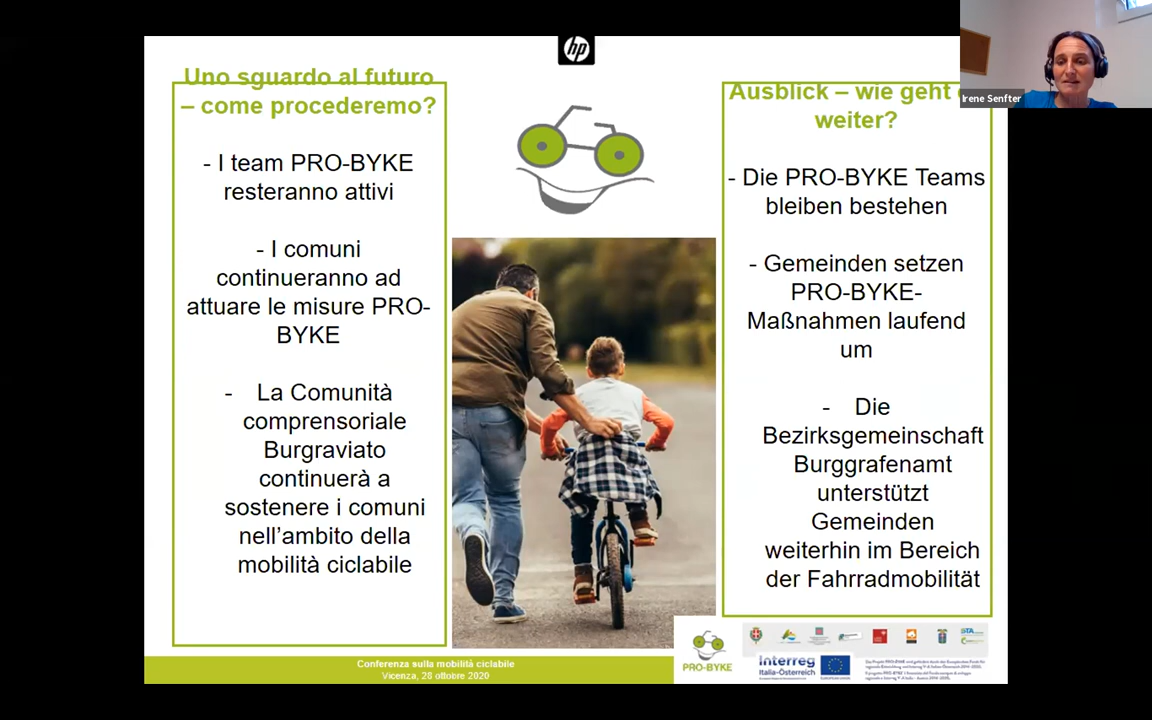 hp
Uno sguardo al futuro
– come procederemo?
- I team PRO-BYKE
resteranno attivi
- I comuni
continueranno ad
attuare le misure PRO-
BYKE
- La Comunità
comprensoriale
Burgraviato
continuerà a
sostenere i comuni
nell'ambito della
mobilità ciclabile
Ausblick – wie geht
weiter?
- Die PRO-BYKE Teams
bleiben bestehen
- Gemeinden setzen
PRO-BYKE-
Maßnahmen laufend
um
- Die
Bezirksgemeinschaft
Burggrafenamt
unterstützt
Gemeinden
weiterhin im Bereich
der Fahrradmobilität
Irene Senfter
Conferenza sulla mobilità ciclabile
Vicenza, 28 ottobre 2020
PRO-BYKE
STA
Interreg
Italia-Österreich